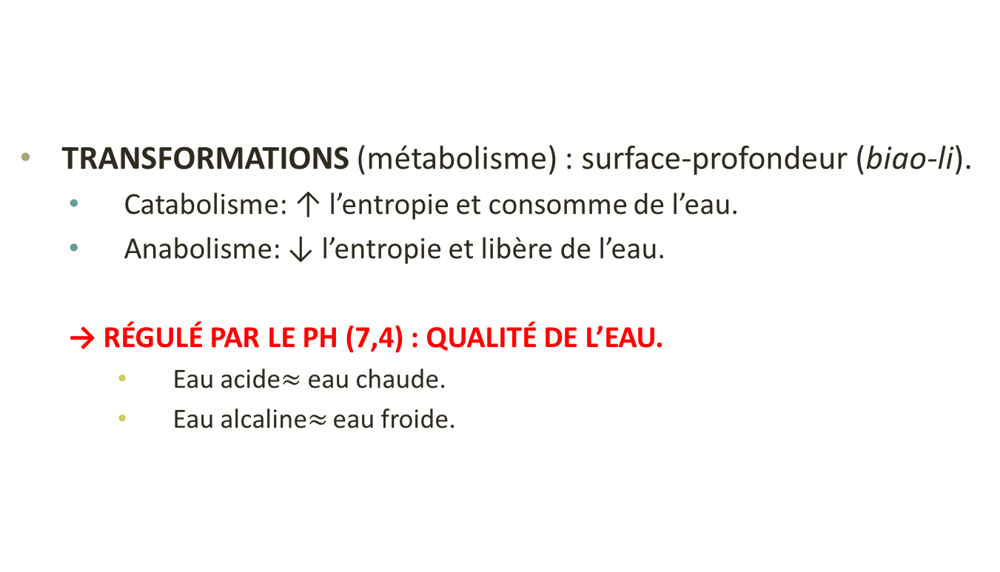 • TRANSFORMATIONS (métabolisme) : surface-profondeur (biao-li).
• Catabolisme: ↑ l’entropie et consomme de l’eau.
• Anabolisme: ↓ l’entropie et libère de l’eau.
→ RÉGULÉ PAR LE PH (7,4) : QUALITÉ DE L’EAU.
• Eau acide≈ eau chaude.
• Eau alcaline≈ eau froide.